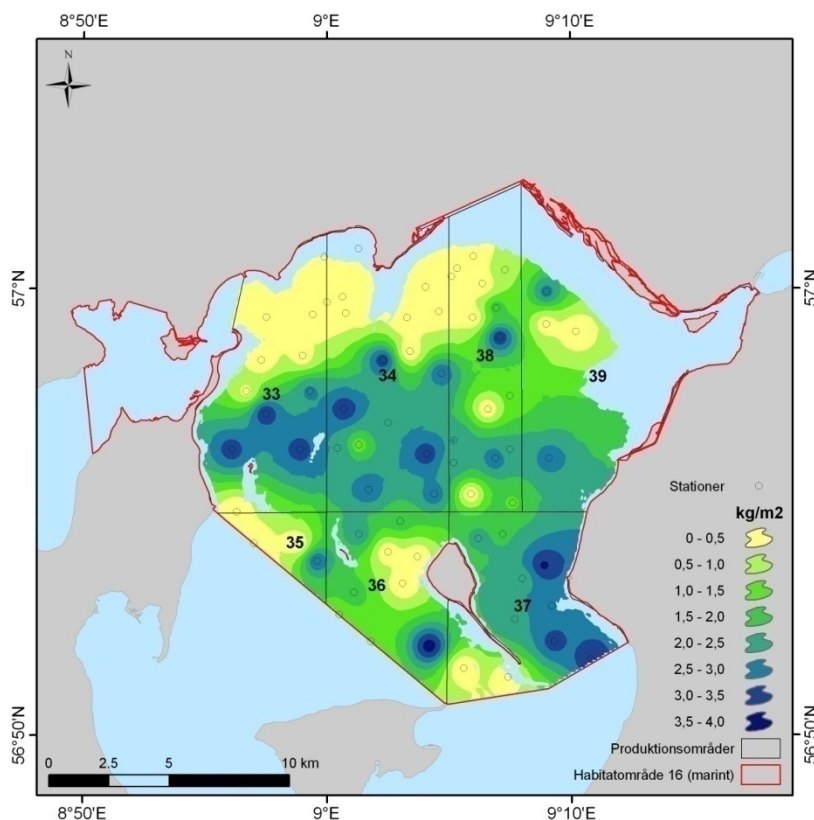 8°50'E
9°E
9°10'E
N
57°N
57°N
38
34
39
33
Stationer
kg/m2
35
0 - 0,5
0,5 - 1,0
36
1,0 - 1,5
37
1,5 - 2,0
2,0 - 2,5
2,5 - 3,0
3,0 - 3,5
3,5 - 4,0
56°50'N
56°50'N
Produktionsområder
0 2,5 5 10 km
Habitatområde 16 (marint)
8°50'E
9°E
9°10'E